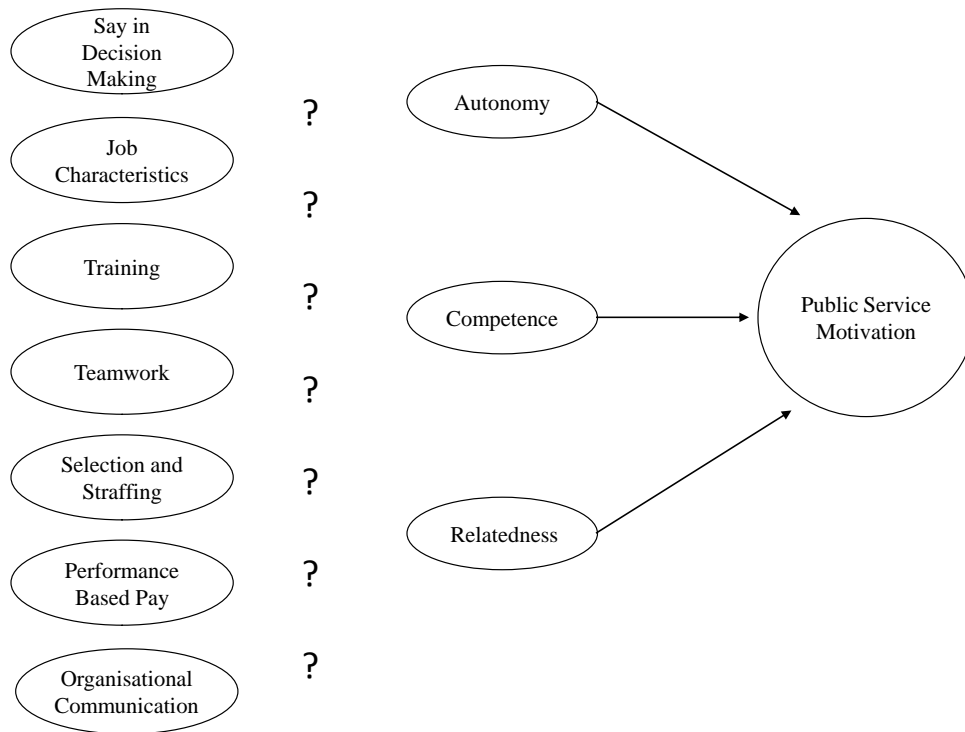 Say in
Decision
Making
?
Autonomy
Job
Characteristics
?
Training
?
Competence
Public Service
Motivation
Teamwork
?
Selection and
Straffing
?
Relatedness
Performance
Based Pay
?
Organisational
Communication
?